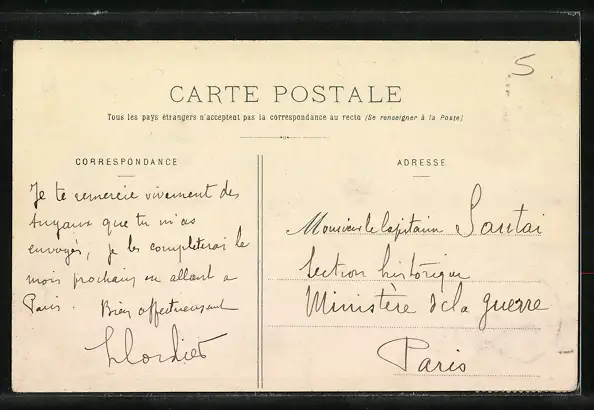 5
CARTE POSTALE
Tous les pays étrangers n'acceptent pas la correspondance au recto (Se renseigner à la Poste)
CORRESPONDANCE
Je te remercie vivement des
tuyaux que tu m'as
envoyés, je les complèterai le
mois prochain en allant a
Paris. Bien affectueusement
ADRESSE
Monsieur le Capitaine Sautai
Section historique
Ministère de la guerre
Paris